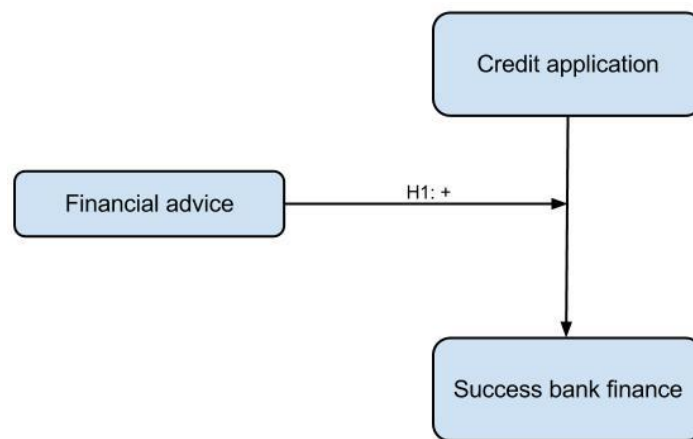 Credit application
Financial advice
H1: +
Success bank finance